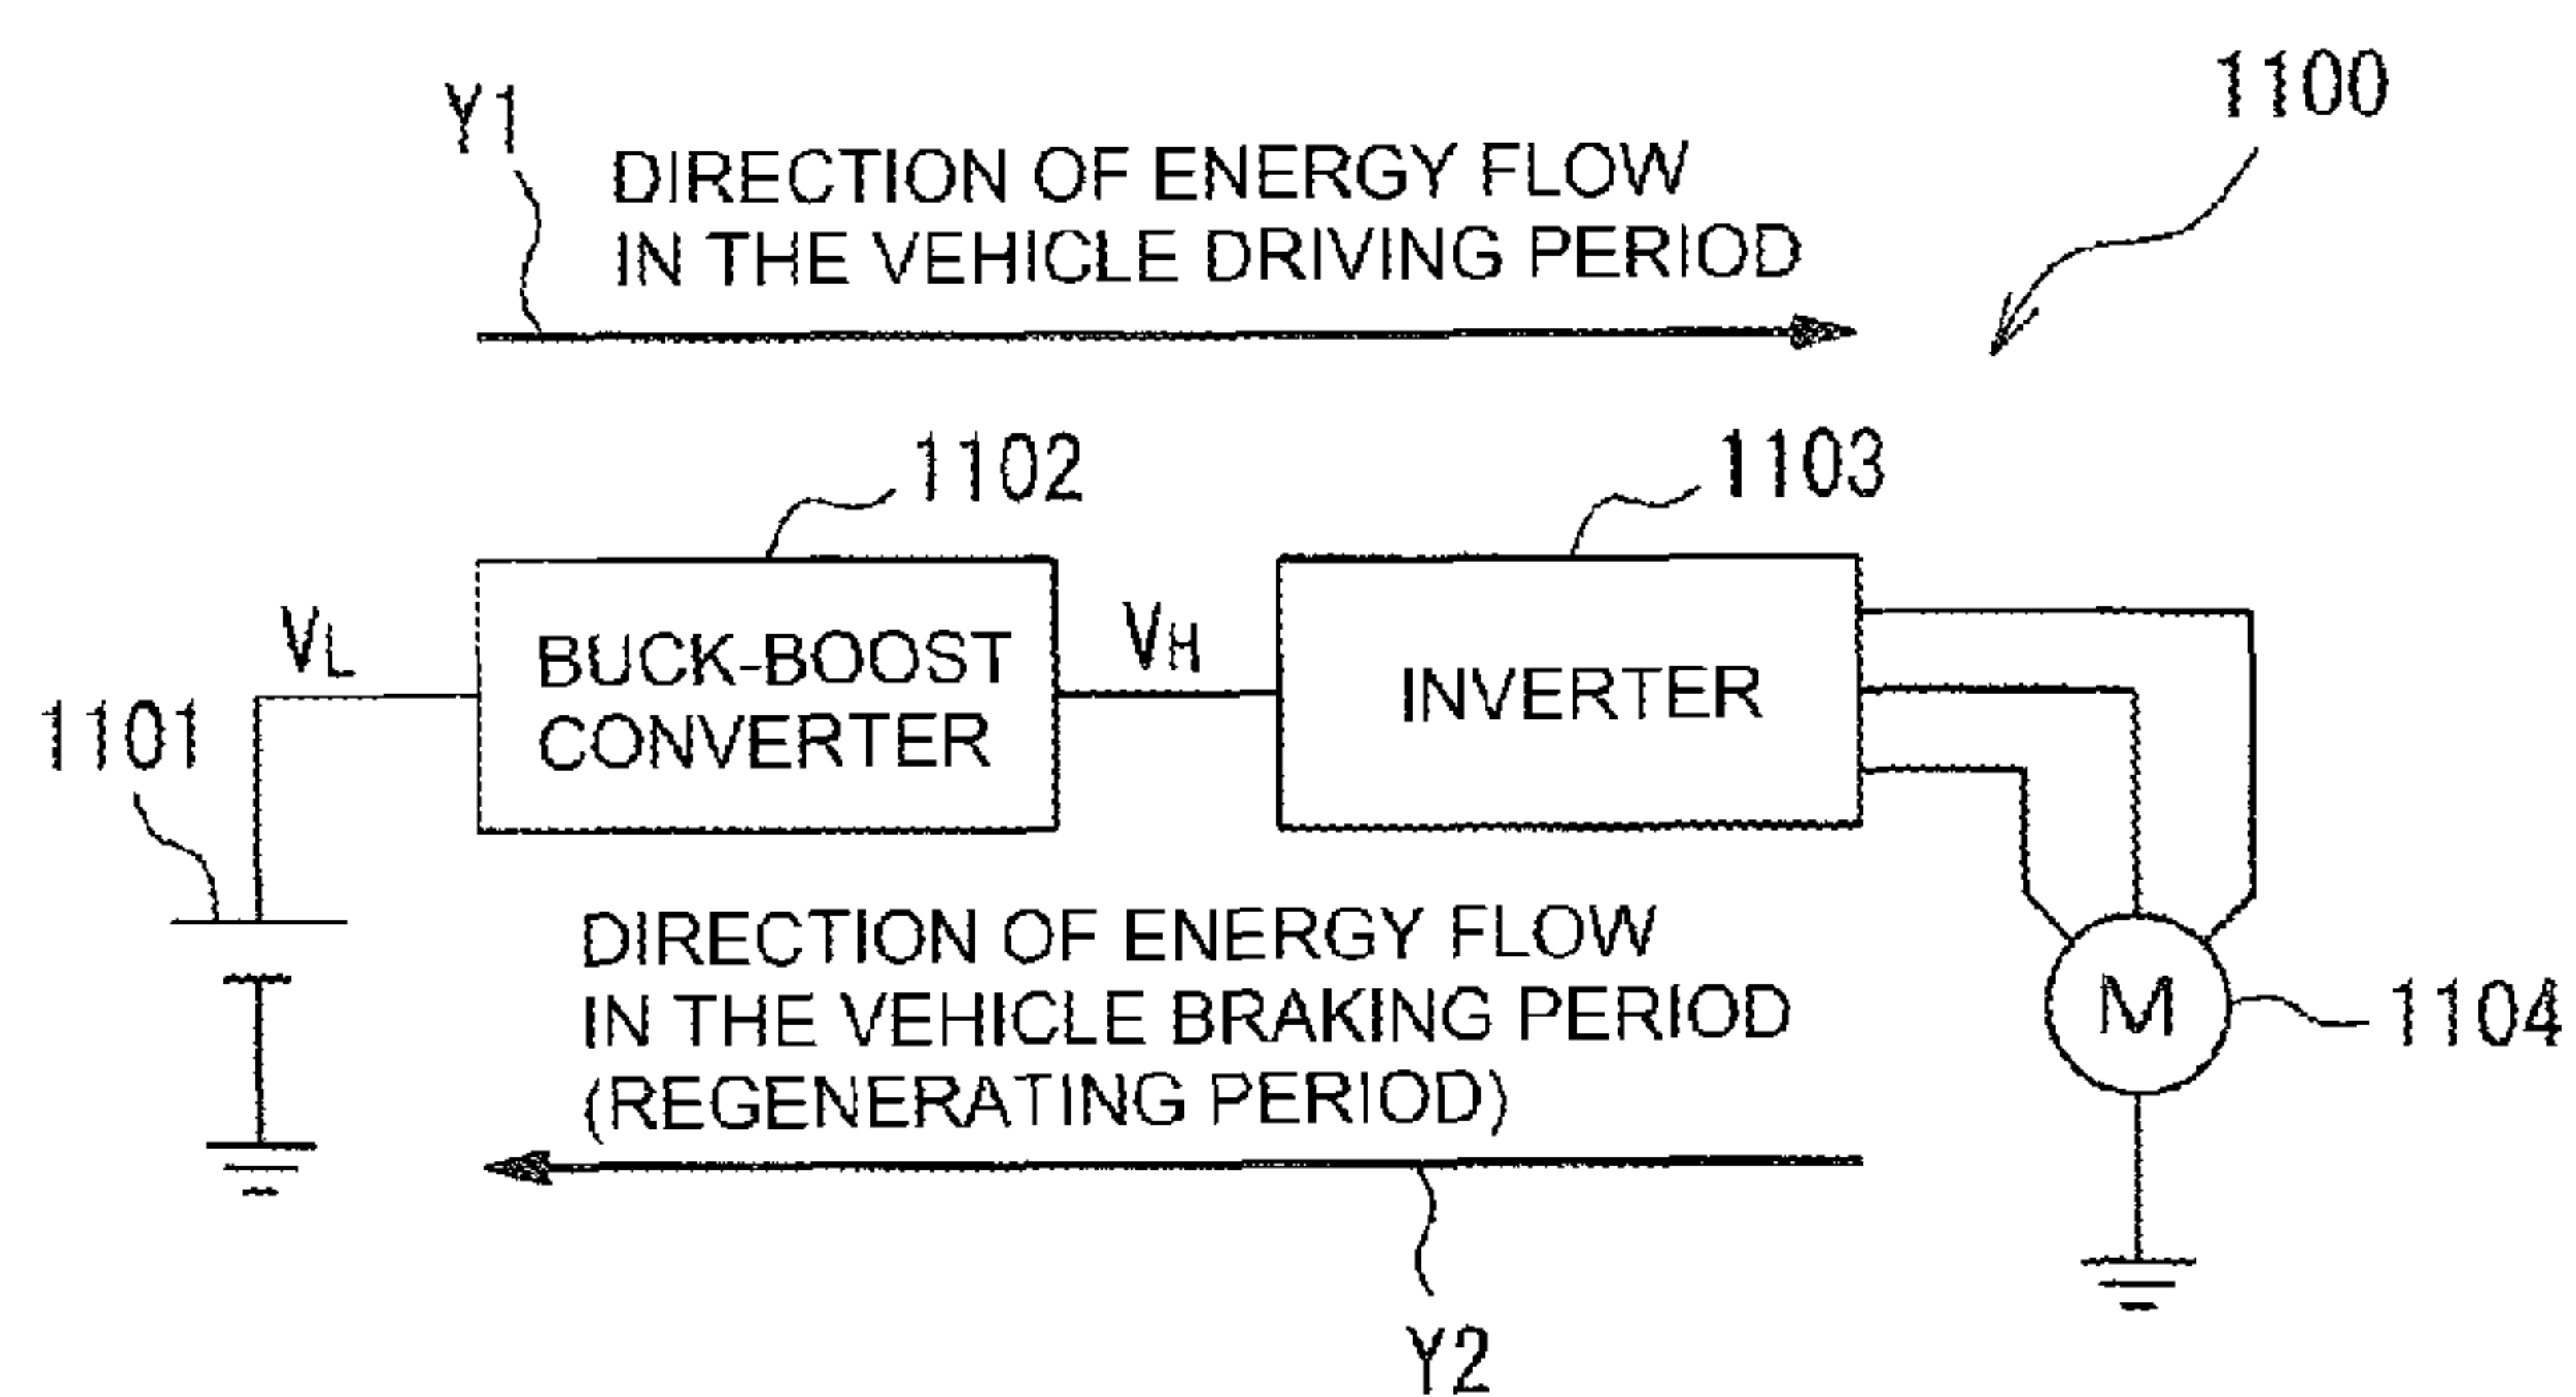 Y1
1100
DIRECTION OF ENERGY FLOW
IN THE VEHICLE DRIVING PERIOD
1102
1103
VL
BUCK-BOOST
CONVERTER
VH
INVERTER
1101
DIRECTION OF ENERGY FLOW
IN THE VEHICLE BRAKING PERIOD
(REGENERATING PERIOD)
M
1104
Y2